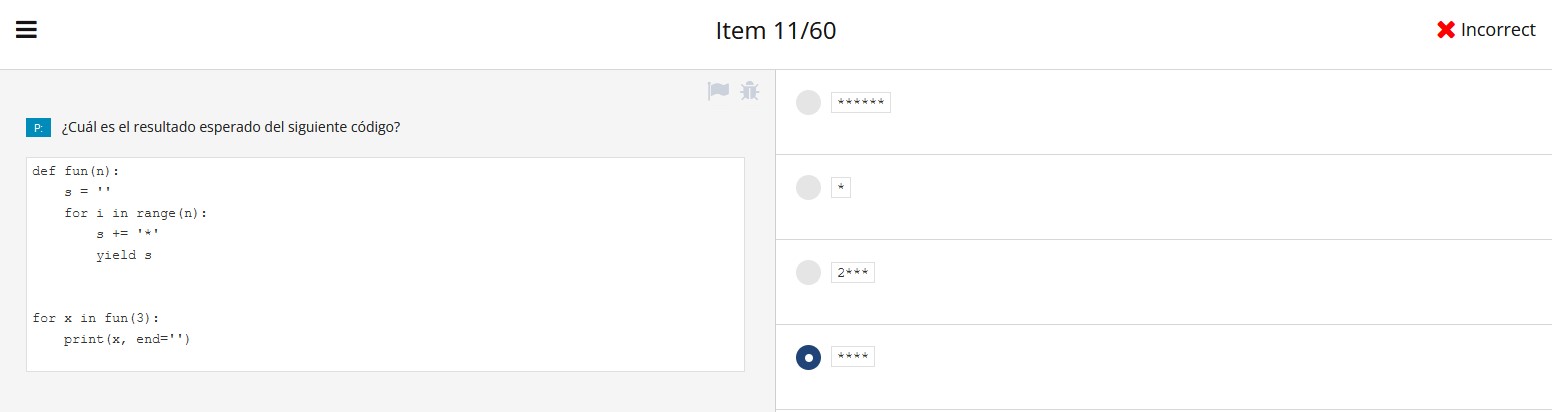 Item 11/60
Incorrect
P: ¿Cuál es el resultado esperado del siguiente código?
def fun(n):
    s = ''
    for i in range(n):
        s += '*'
        yield s
for x in fun(3):
    print(x, end='')
******
*
2***
****